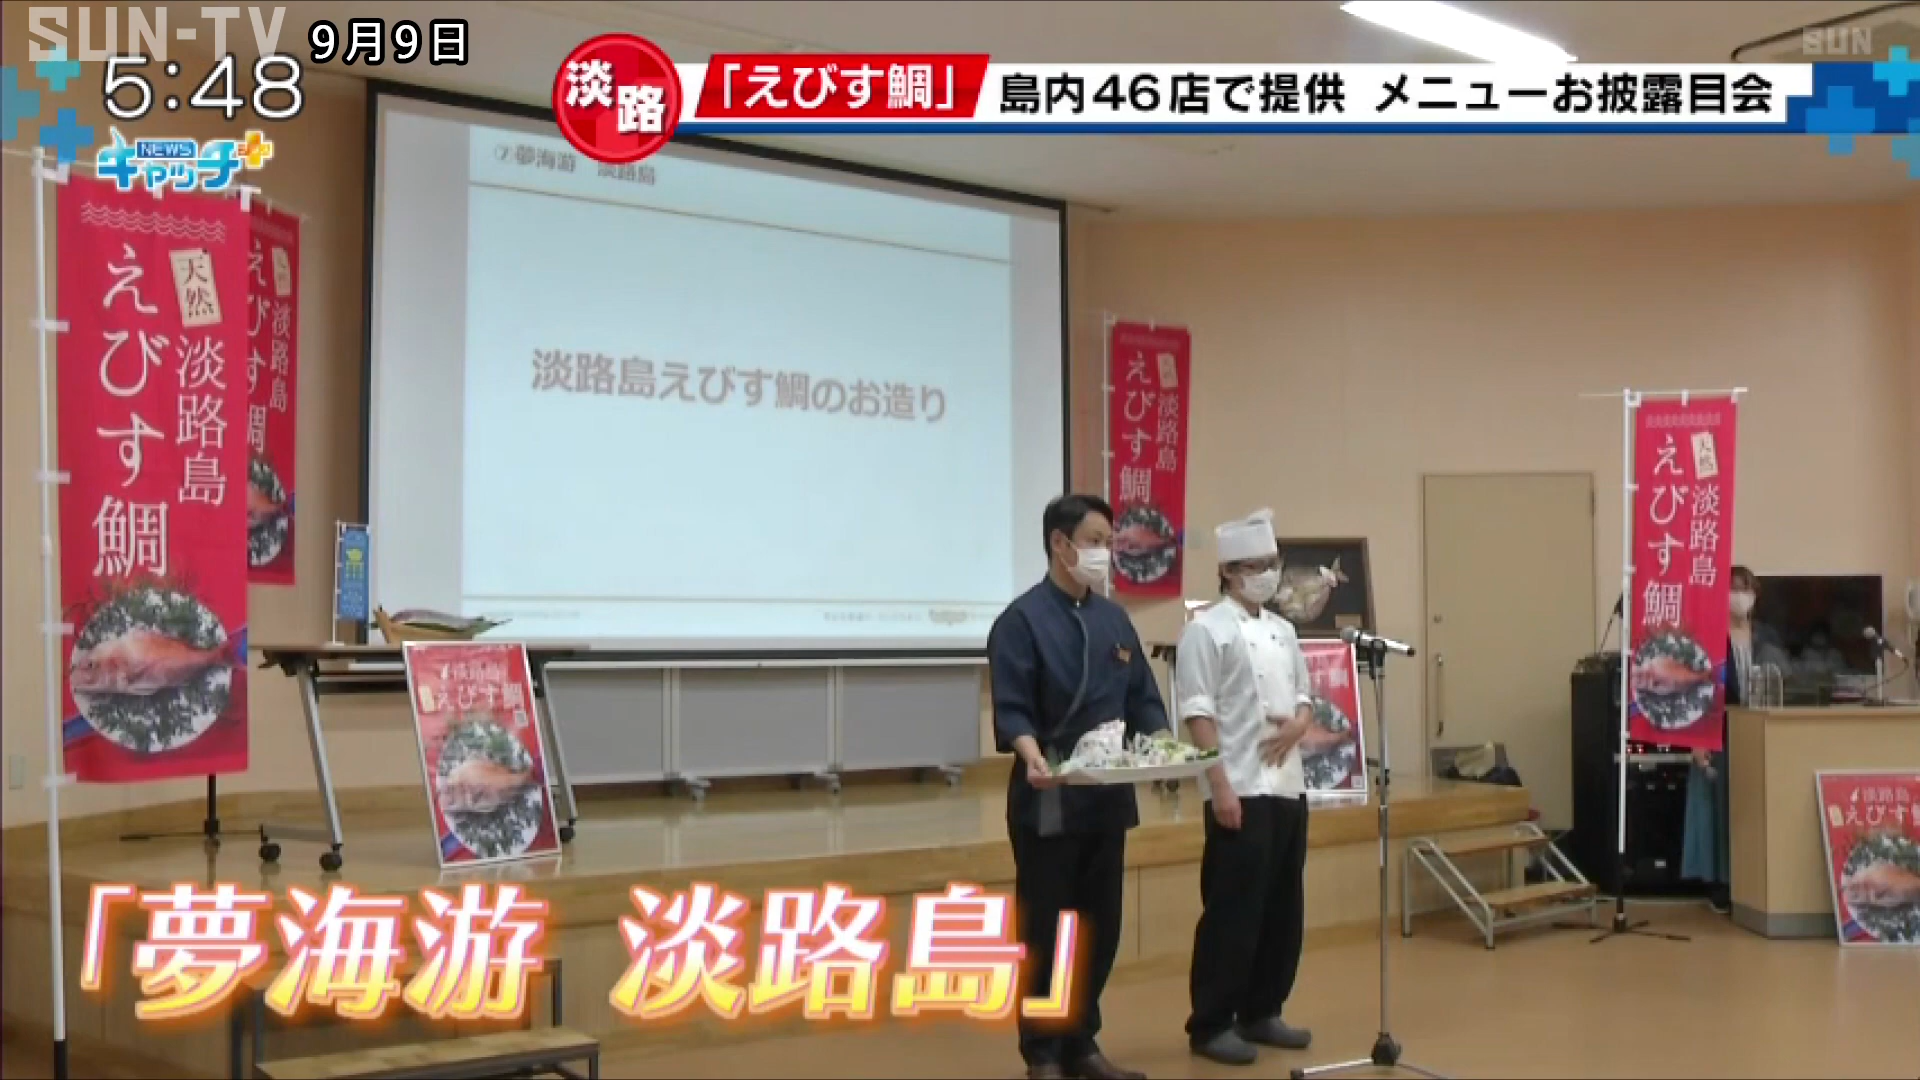 SUN-TV
9月9日
5:48
NEWS
キャッチ+
淡路
「えびす鯛」
島内46店で提供 メニューお披露目会
SUN
⑦夢海游 淡路島
淡路島えびす鯛のお造り
天然
淡路島
えびす鯛
淡路島
えびす鯛
淡路島
えびす鯛
天然
淡路島
えびす鯛
淡路島
えびす鯛
淡路島
えびす鯛
「夢海游 淡路島」